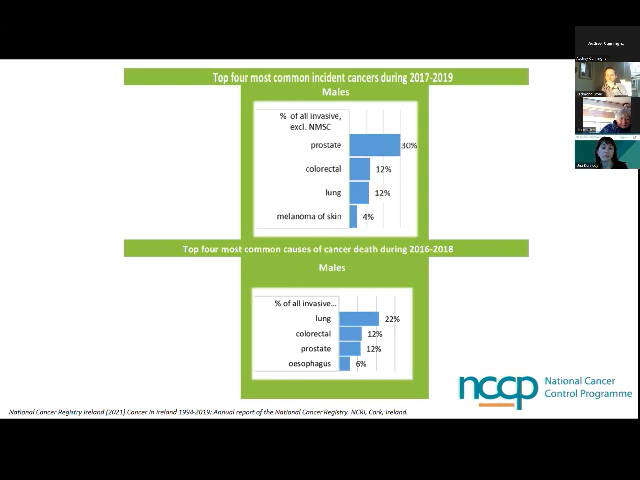 Top four most common incident cancers during 2017-2019
Males
% of all invasive,
excl. NMSC
prostate 30%
colorectal 12%
lung 12%
melanoma of skin 4%
Top four most common causes of cancer death during 2016-2018
Males
% of all invasive...
lung 22%
colorectal 12%
prostate 12%
oesophagus 6%
nccp National Cancer
Control Programme
National Cancer Registry Ireland (2021) Cancer in Ireland 1994-2019: Annual report of the National Cancer Registry. NCRI, Cork, Ireland.